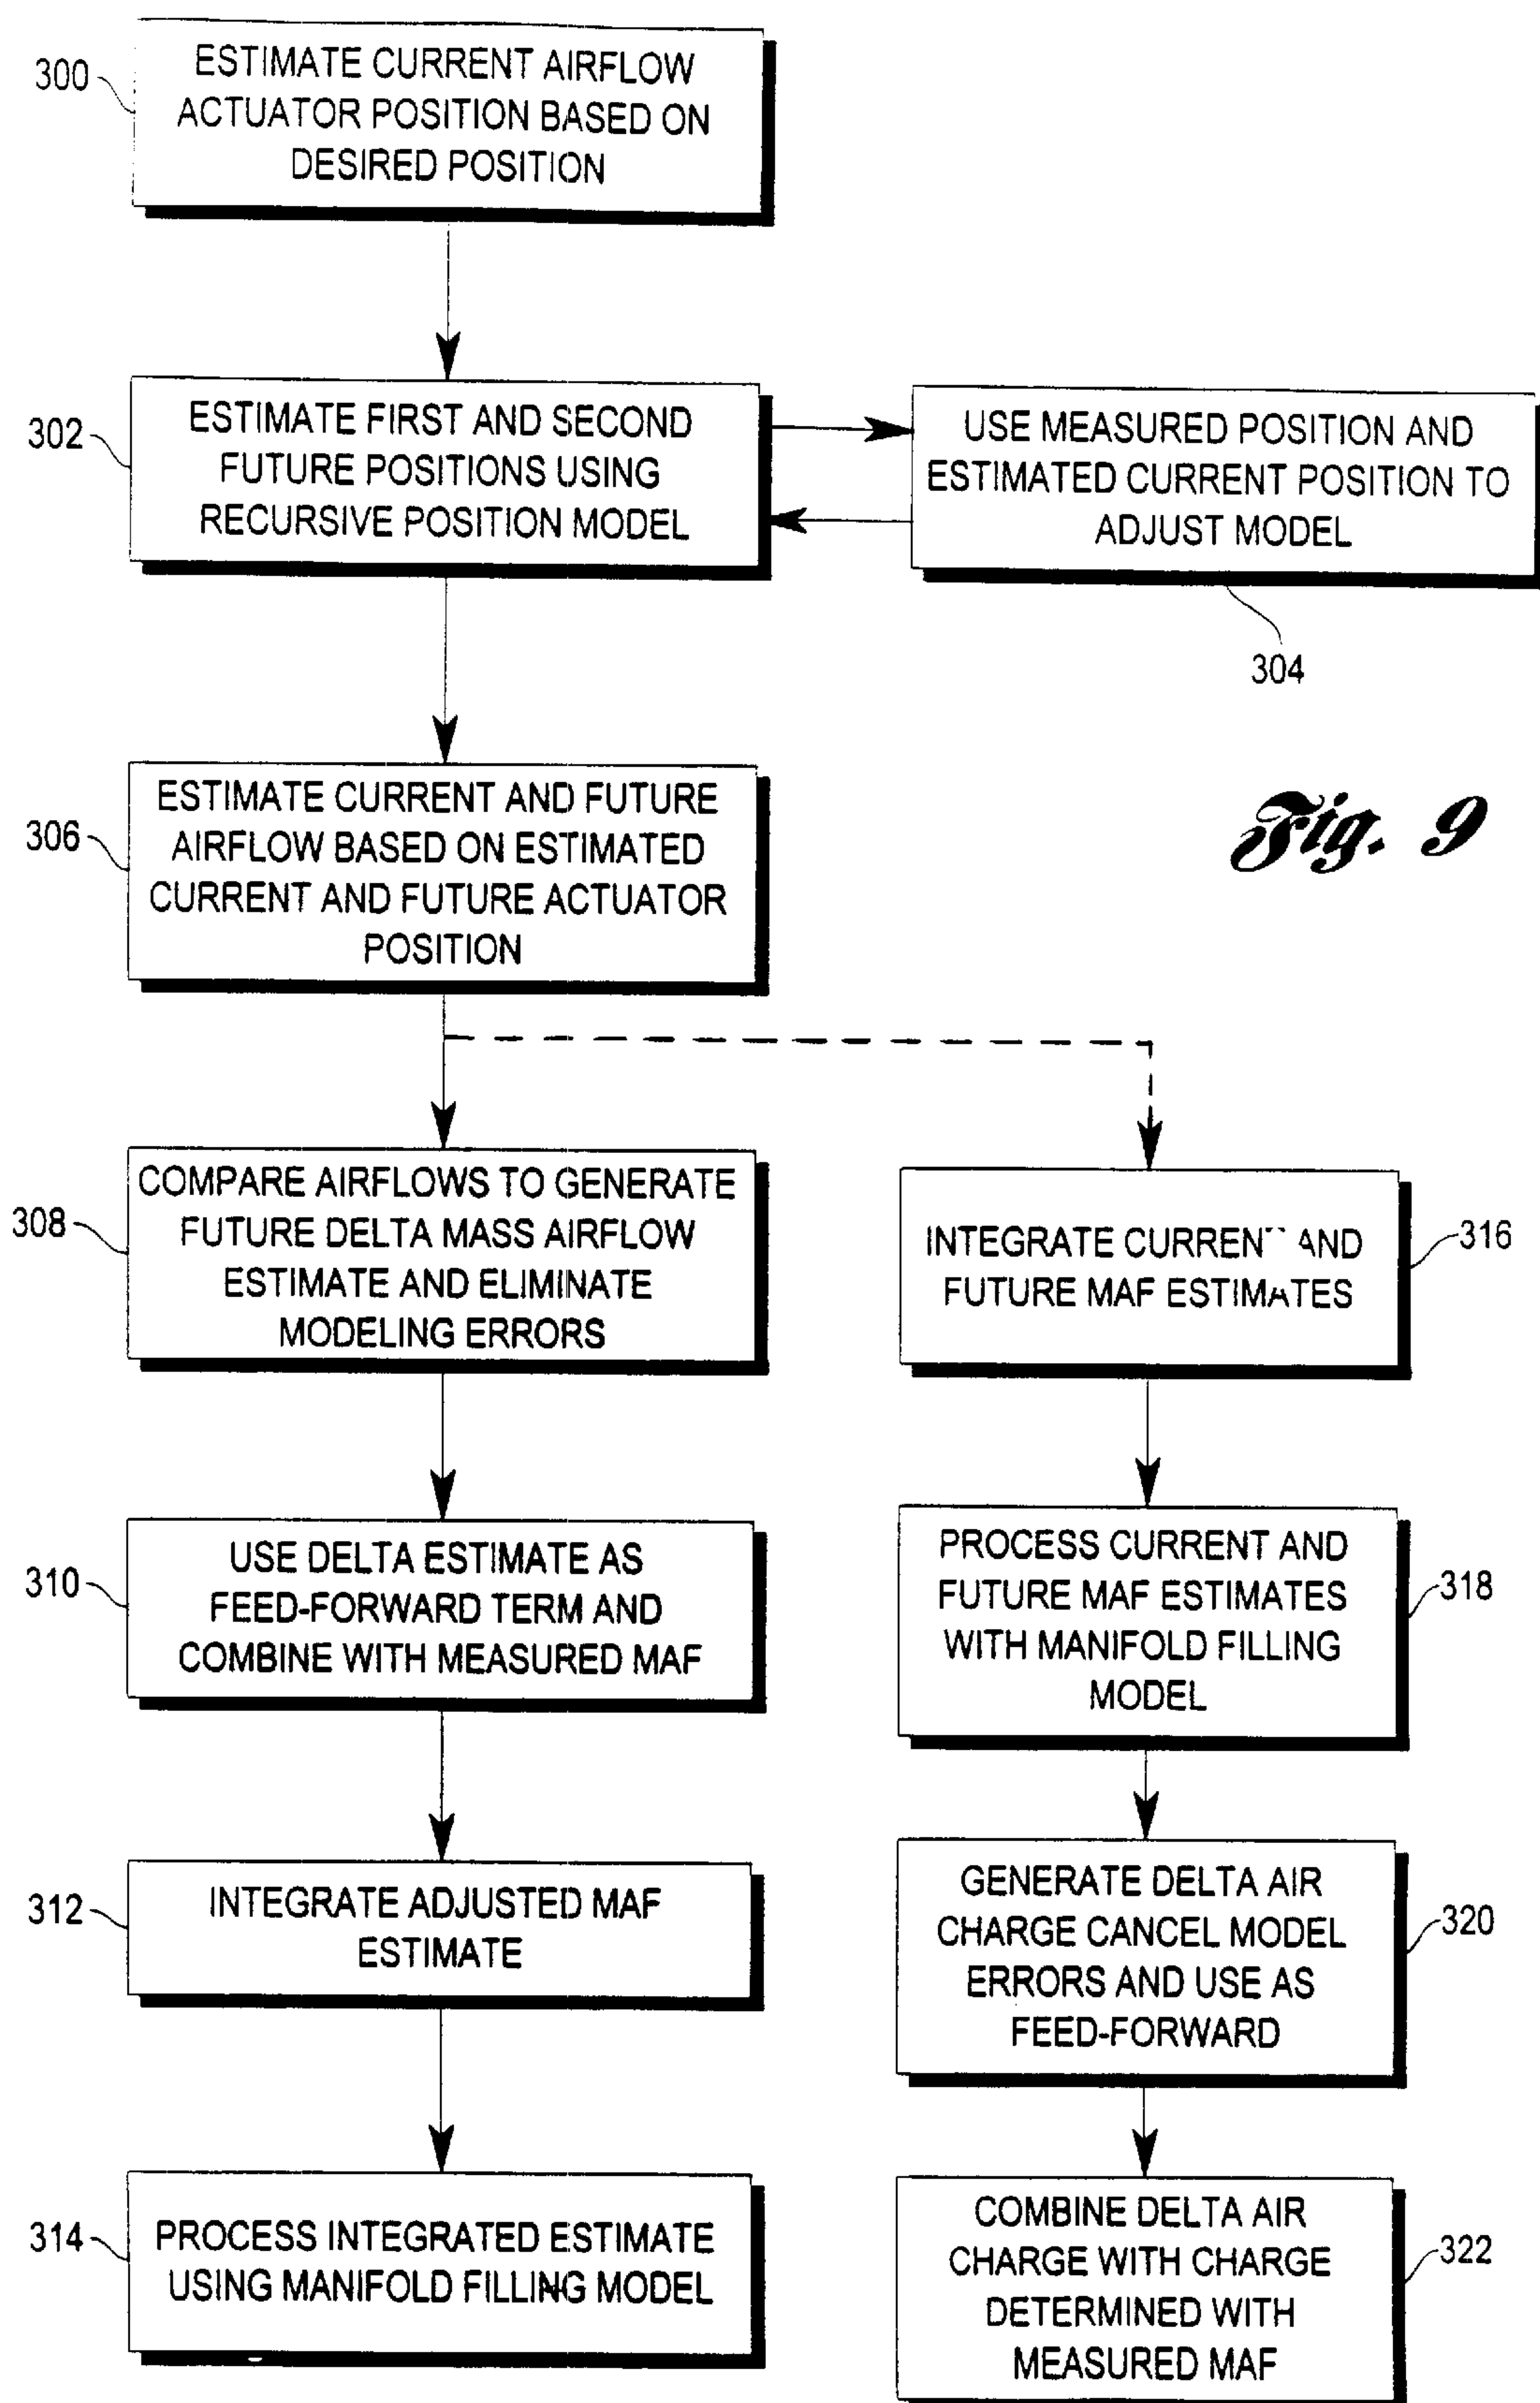 300
ESTIMATE CURRENT AIRFLOW
ACTUATOR POSITION BASED ON
DESIRED POSITION
302
ESTIMATE FIRST AND SECOND
FUTURE POSITIONS USING
RECURSIVE POSITION MODEL
USE MEASURED POSITION AND
ESTIMATED CURRENT POSITION TO
ADJUST MODEL
304
306
ESTIMATE CURRENT AND FUTURE
AIRFLOW BASED ON ESTIMATED
CURRENT AND FUTURE ACTUATOR
POSITION
Fig. 9
308
COMPARE AIRFLOWS TO GENERATE
FUTURE DELTA MASS AIRFLOW
ESTIMATE AND ELIMINATE
MODELING ERRORS
310
USE DELTA ESTIMATE AS
FEED-FORWARD TERM AND
COMBINE WITH MEASURED MAF
312
INTEGRATE ADJUSTED MAF
ESTIMATE
314
PROCESS INTEGRATED ESTIMATE
USING MANIFOLD FILLING MODEL
INTEGRATE CURRENT AND
FUTURE MAF ESTIMATES
316
PROCESS CURRENT AND
FUTURE MAF ESTIMATES
WITH MANIFOLD FILLING
MODEL
318
GENERATE DELTA AIR
CHARGE CANCEL MODEL
ERRORS AND USE AS
FEED-FORWARD
320
COMBINE DELTA AIR
CHARGE WITH CHARGE
DETERMINED WITH
MEASURED MAF
322